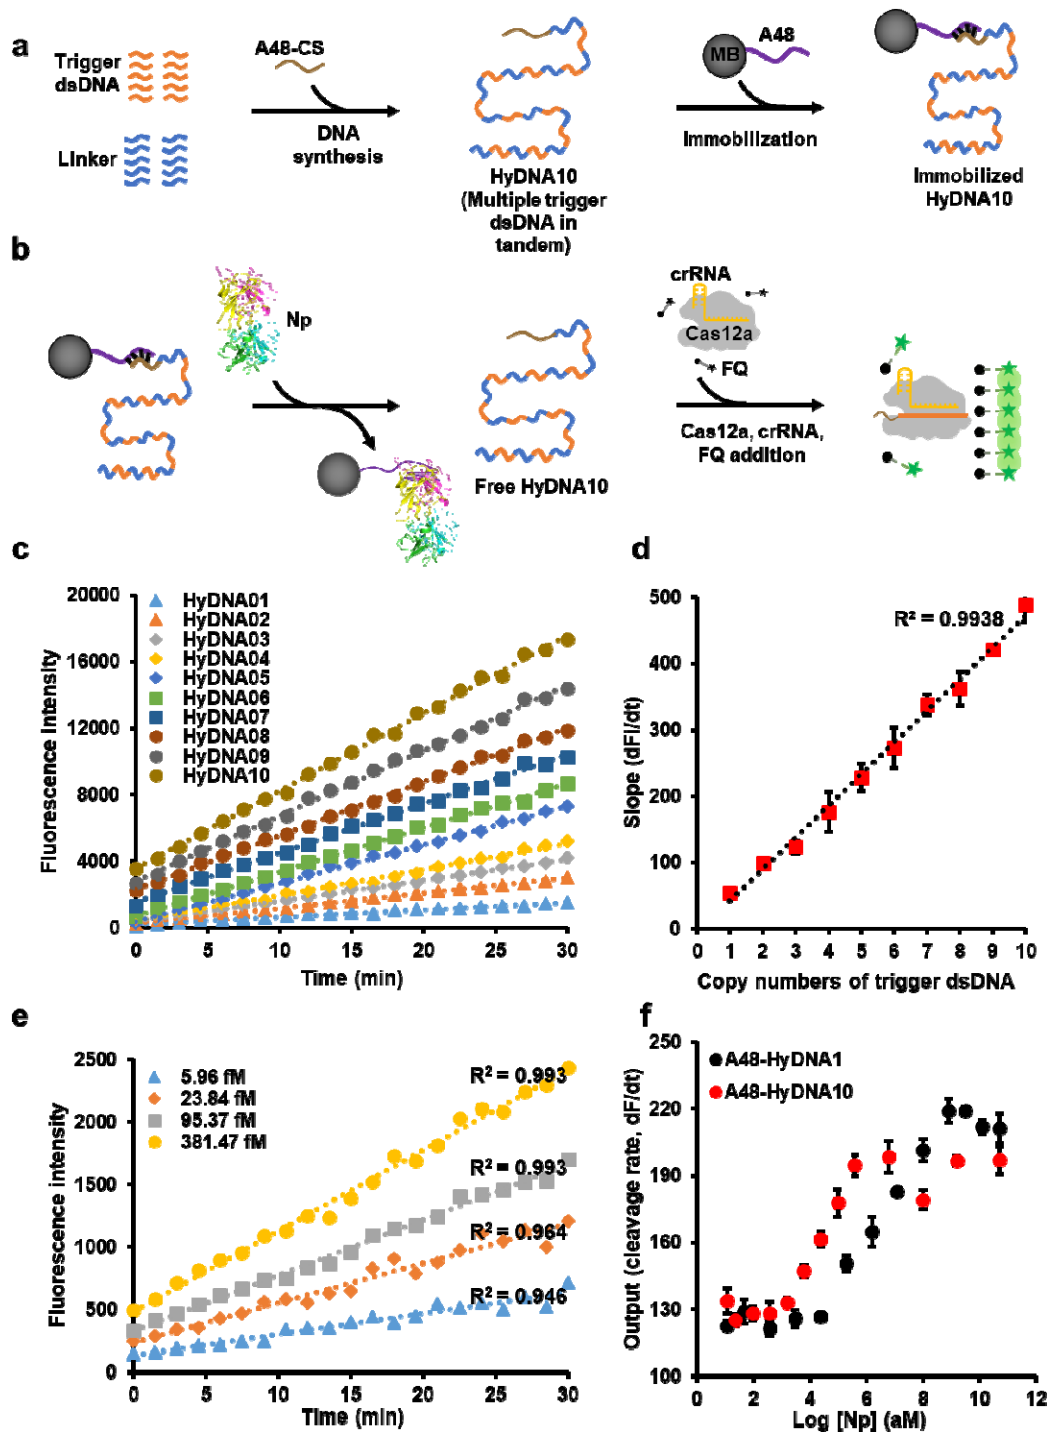 a
Trigger
dsDNA
Linker
A48-CS
DNA
synthesis
HyDNA10
(Multiple trigger
dsDNA in
tandem)
MB
A48
Immobilization
Immobilized
HyDNA10
b
Np
Free HyDNA10
crRNA
Cas12a
FQ
Cas12a, crRNA,
FQ addition
c
Fluorescence Intensity
20000
16000
12000
8000
4000
0
HyDNA01
HyDNA02
HyDNA03
HyDNA04
HyDNA05
HyDNA06
HyDNA07
HyDNA08
HyDNA09
HyDNA10
0 5 10 15 20 25 30
Time (min)
d
Slope (dFI/dt)
500
400
300
200
100
0
R² = 0.9938
1 2 3 4 5 6 7 8 9 10
Copy numbers of trigger dsDNA
e
Fluorescence intensity
2500
2000
1500
1000
500
0
5.96 fM
23.84 fM
95.37 fM
381.47 fM
R² = 0.993
R² = 0.993
R² = 0.964
R² = 0.946
0 5 10 15 20 25 30
Time (min)
f
Output (cleavage rate, dF/dt)
250
220
190
160
130
100
A48-HyDNA1
A48-HyDNA10
0 2 4 6 8 10 12
Log [Np] (aM)